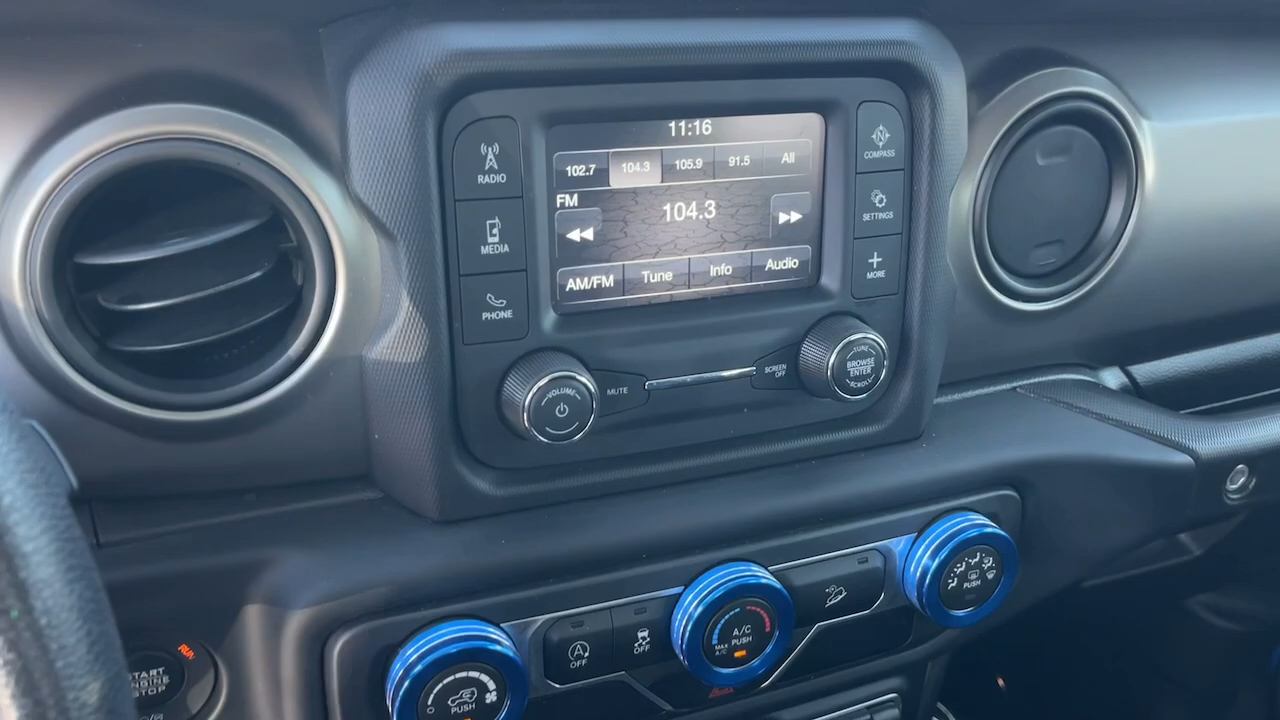 11:16
RADIO
102.7 104.3 105.9 91.5 All
COMPASS
FM
104.3
SETTINGS
MEDIA
AM/FM Tune Info Audio
MORE
PHONE
VOLUME
MUTE
SCREEN
OFF
TUNE
BROWSE
ENTER
SCROLL
RUN
START
ENGINE
STOP
PUSH
A
OFF
OFF
A/C
PUSH
MAX
A/C
PUSH